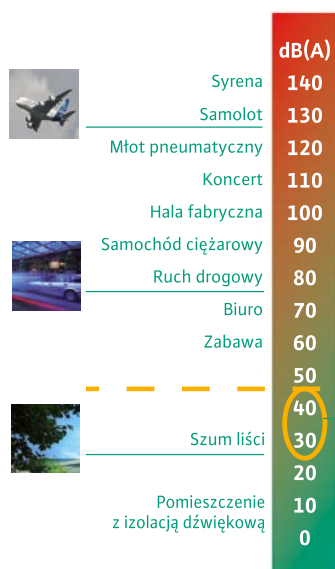 dB(A)
Syrena 140
Samolot 130
Młot pneumatyczny 120
Koncert 110
Hala fabryczna 100
Samochód ciężarowy 90
Ruch drogowy 80
Biuro 70
Zabawa 60
50
40
Szum liści 30
20
Pomieszczenie 10
z izolacją dźwiękową 0